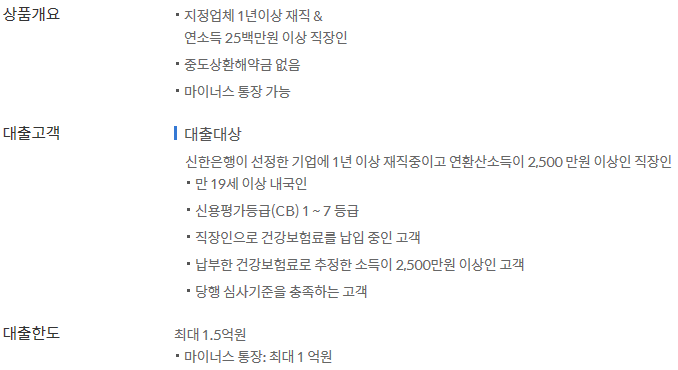 상품개요
· 지정업체 1년이상 재직 &
연소득 25백만원 이상 직장인
· 중도상환해약금 없음
· 마이너스 통장 가능
대출고객
대출대상
신한은행이 선정한 기업에 1년 이상 재직중이고 연환산소득이 2,500 만원 이상인 직장인
· 만 19세 이상 내국인
· 신용평가등급(CB) 1 ~ 7 등급
· 직장인으로 건강보험료를 납입 중인 고객
· 납부한 건강보험료로 추정한 소득이 2,500만원 이상인 고객
· 당행 심사기준을 충족하는 고객
대출한도
최대 1.5억원
· 마이너스 통장: 최대 1 억원